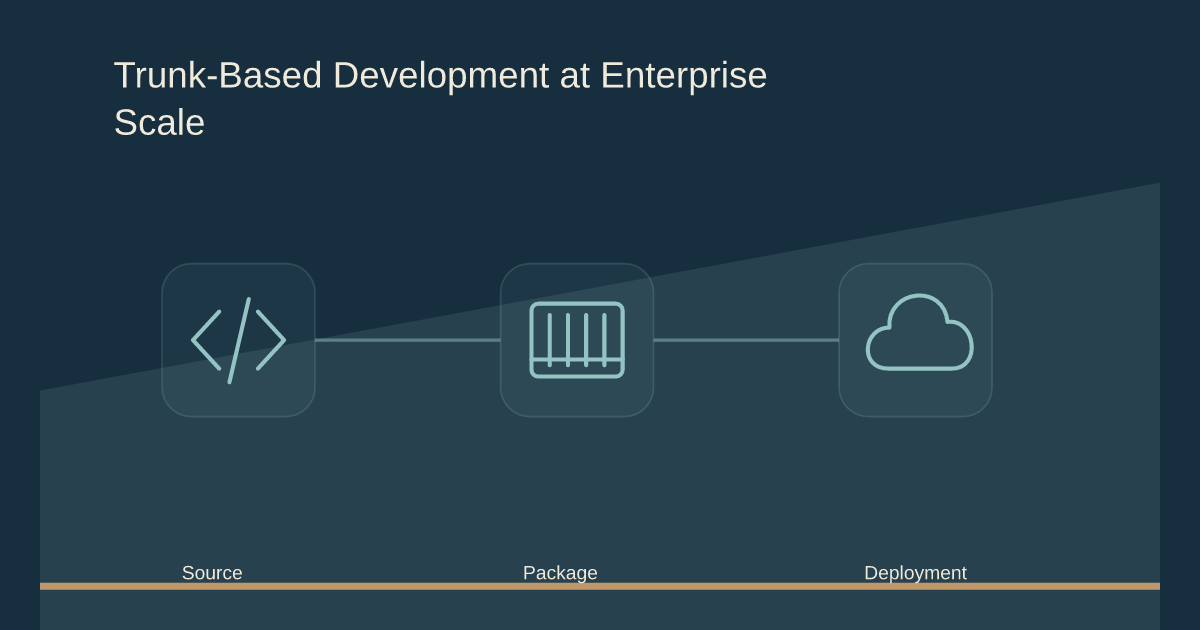 Trunk-Based Development at Enterprise
Scale
Source
Package
Deployment